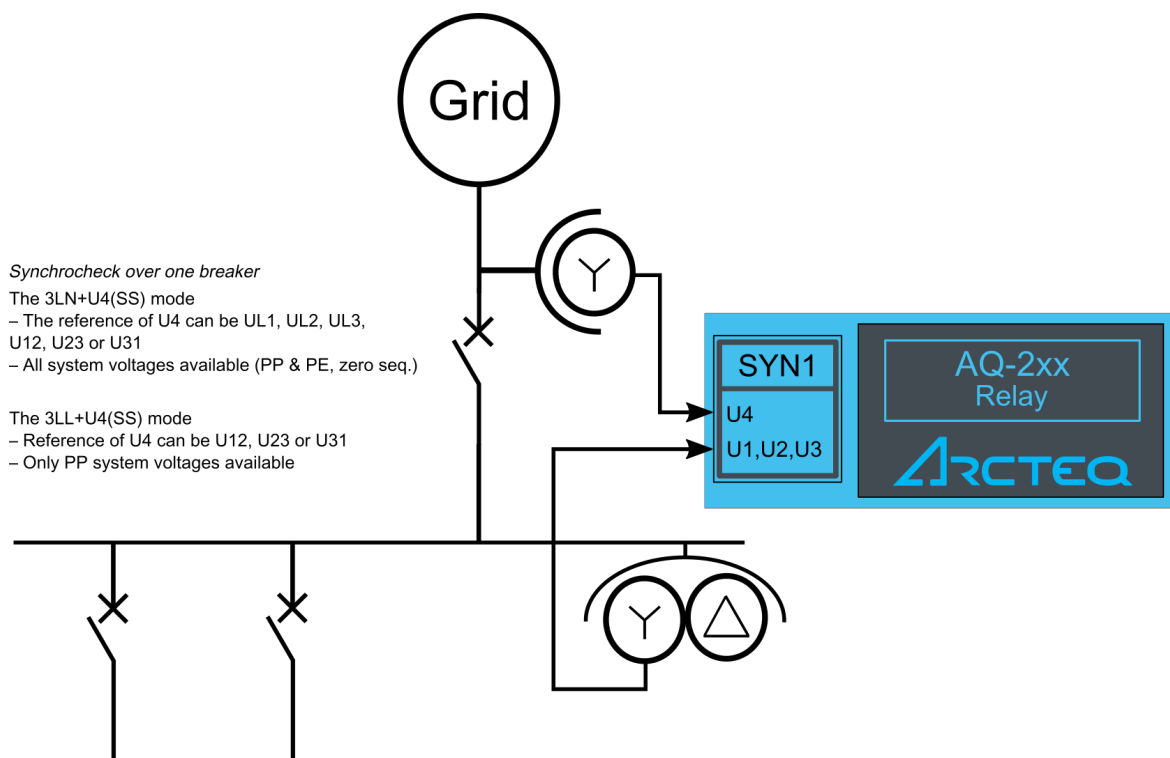 Grid
Synchrocheck over one breaker
The 3LN+U4(SS) mode
– The reference of U4 can be UL1, UL2, UL3,
U12, U23 or U31
– All system voltages available (PP & PE, zero seq.)
The 3LL+U4(SS) mode
– Reference of U4 can be U12, U23 or U31
– Only PP system voltages available
SYN1
U4
U1,U2,U3
AQ-2xx
Relay
ARCTEQ